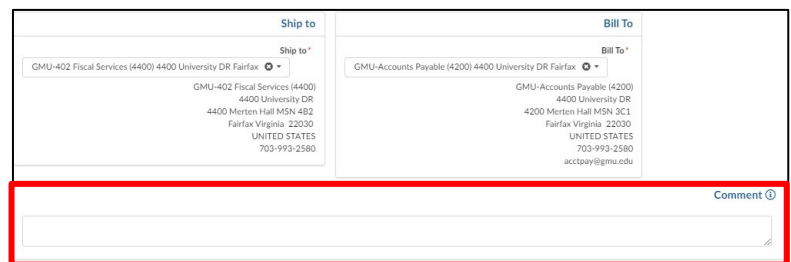 Ship to
Ship to*
GMU-402 Fiscal Services (4400) 4400 University DR Fairfax
GMU-402 Fiscal Services (4400)
4400 University DR
4400 Merten Hall MSN 4B2
Fairfax Virginia 22030
UNITED STATES
703-993-2580
Bill To
Bill To*
GMU-Accounts Payable (4200) 4400 University DR Fairfax
GMU-Accounts Payable (4200)
4400 University DR
4200 Merten Hall MSN 3C1
Fairfax Virginia 22030
UNITED STATES
703-993-2580
acctpay@gmu.edu
Comment